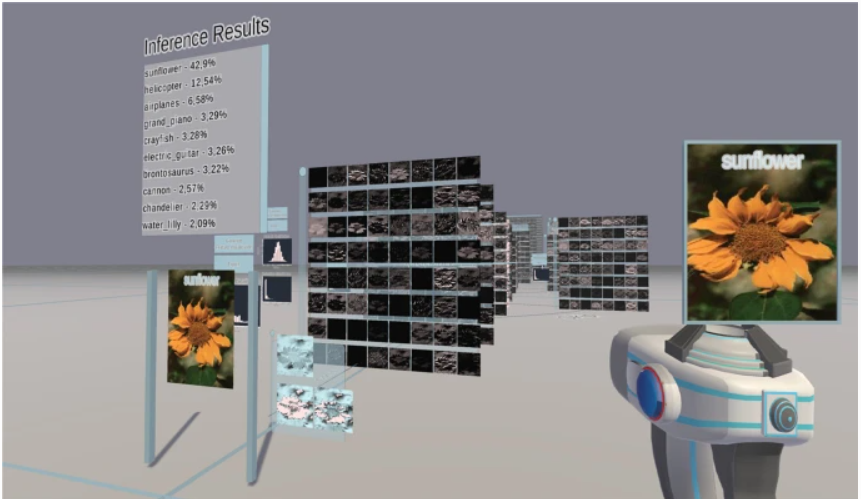 Inference Results
sunflower - 42,9%
helicopter - 12,54%
airplanes - 6,58%
grand_piano - 3,29%
crayfish - 3,28%
electric_guitar - 3,26%
brontosaurus - 3,22%
cannon - 2,57%
chandelier - 2,29%
water_lilly - 2,09%
sunflower
sunflower